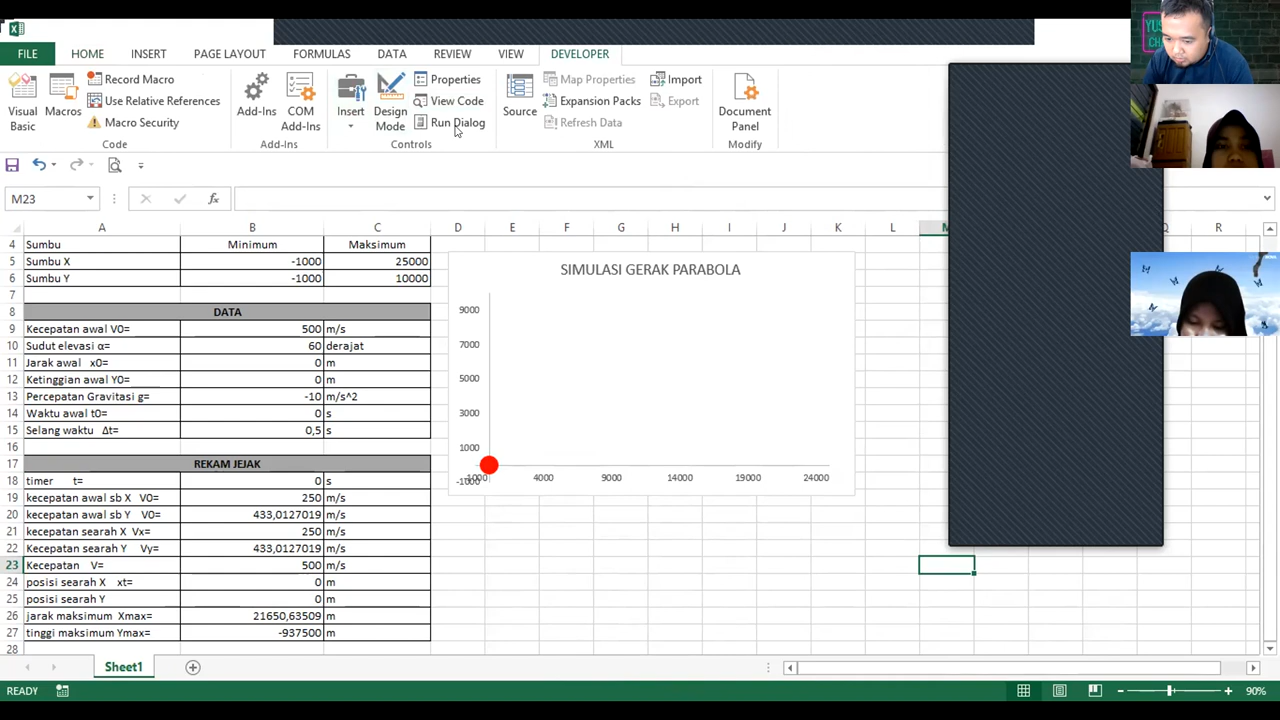 FILE HOME INSERT PAGE LAYOUT FORMULAS DATA REVIEW VIEW DEVELOPER
Visual Basic
Macros
Record Macro
Use Relative References
Macro Security
Code
Add-Ins
COM Add-Ins
Add-Ins
Insert
Design Mode
Properties
View Code
Run Dialog
Controls
Source
Map Properties
Expansion Packs
Refresh Data
Import
Export
XML
Document Panel
Modify
M23
fx
A B C D E F G H I J K L Q R
4 Sumbu Minimum Maksimum
5 Sumbu X -1000 25000
6 Sumbu Y -1000 10000
7
8 DATA
9 Kecepatan awal V0= 500 m/s
10 Sudut elevasi α= 60 derajat
11 Jarak awal x0= 0 m
12 Ketinggian awal Y0= 0 m
13 Percepatan Gravitasi g= -10 m/s^2
14 Waktu awal t0= 0 s
15 Selang waktu Δt= 0,5 s
16
17 REKAM JEJAK
18 timer t= 0 s
19 kecepatan awal sb X V0= 250 m/s
20 kecepatan awal sb Y V0= 433,0127019 m/s
21 kecepatan searah X Vx= 250 m/s
22 Kecepatan searah Y Vy= 433,0127019 m/s
23 Kecepatan V= 500 m/s
24 posisi searah X xt= 0 m
25 posisi searah Y 0 m
26 jarak maksimum Xmax= 21650,63509 m
27 tinggi maksimum Ymax= -937500 m
28
SIMULASI GERAK PARABOLA
9000
7000
5000
3000
1000
-1000
-1000 4000 9000 14000 19000 24000
Sheet1
READY
90%